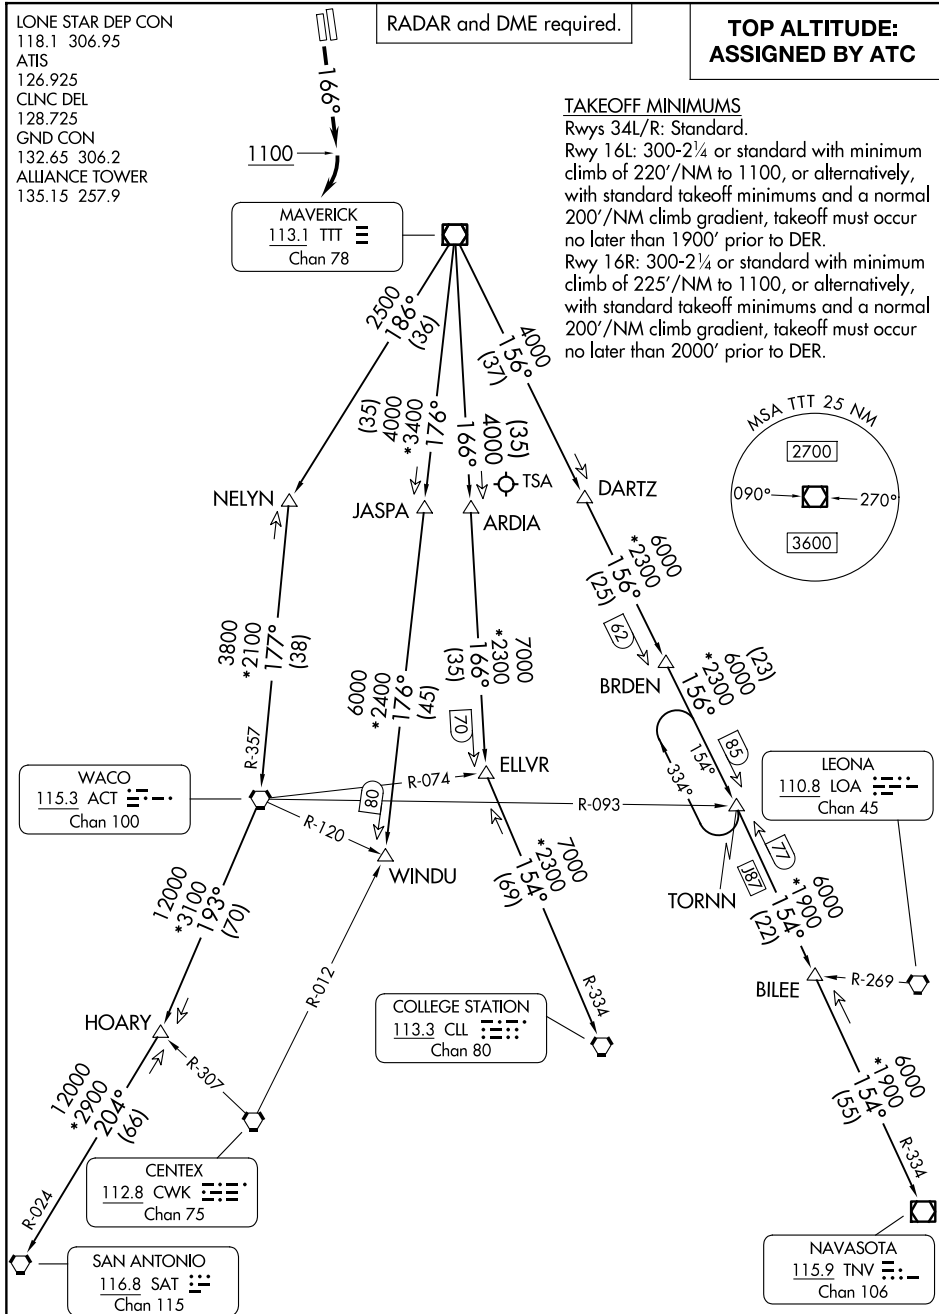 LONE STAR DEP CON
118.1 306.95
ATIS
126.925
CLNC DEL
128.725
GND CON
132.65 306.2
ALLIANCE TOWER
135.15 257.9
RADAR and DME required.
TOP ALTITUDE:
ASSIGNED BY ATC
TAKEOFF MINIMUMS
Rwys 34L/R: Standard.
Rwy 16L: 300-2¼ or standard with minimum
climb of 220'/NM to 1100, or alternatively,
with standard takeoff minimums and a normal
200'/NM climb gradient, takeoff must occur
no later than 1900' prior to DER.
Rwy 16R: 300-2¼ or standard with minimum
climb of 225'/NM to 1100, or alternatively,
with standard takeoff minimums and a normal
200'/NM climb gradient, takeoff must occur
no later than 2000' prior to DER.
166°
1100
MAVERICK
113.1 TTT
Chan 78
2500
186°
(36)
(35)
4000
*3400
176°
166°
4000
(35)
4000
156°
(37)
MSA TTT 25 NM
2700
090°
270°
3600
NELYN
JASPA
ARDIA
TSA
DARTZ
3800
*2100
177°
(38)
6000
*2400
176°
(45)
7000
*2300
166°
(35)
6000
*2300
156°
(25)
62
BRDEN
(23)
6000
*2300
156°
70
80
85
154°
334°
R-357
WACO
115.3 ACT
Chan 100
R-074
ELLVR
R-093
R-120
WINDU
LEONA
110.8 LOA
Chan 45
TORNN
77
J87
6000
*1900
154°
(22)
12000
*3100
193°
(70)
7000
*2300
154°
(69)
R-012
BILEE
R-269
HOARY
R-307
COLLEGE STATION
113.3 CLL
Chan 80
R-334
12000
*2900
204°
(66)
6000
*1900
154°
(55)
R-334
CENTEX
112.8 CWK
Chan 75
R-024
SAN ANTONIO
116.8 SAT
Chan 115
NAVASOTA
115.9 TNV
Chan 106